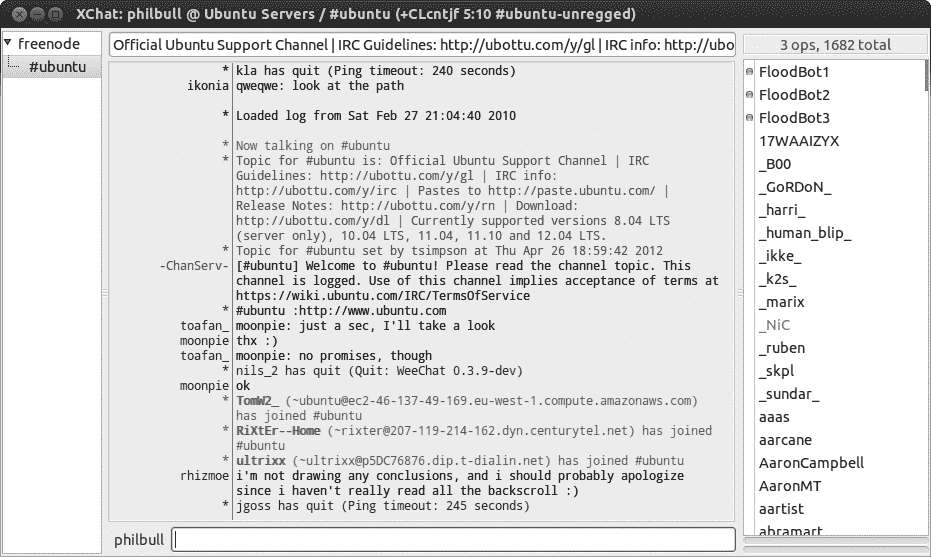 XChat: philbull @ Ubuntu Servers / #ubuntu (+CLcntjf 5:10 #ubuntu-unregged)
freenode
#ubuntu
Official Ubuntu Support Channel | IRC Guidelines: http://ubottu.com/y/gl | IRC info: http://ubo
3 ops, 1682 total
* kla has quit (Ping timeout: 240 seconds)
ikonia qweqwe: look at the path
* Loaded log from Sat Feb 27 21:04:40 2010
* Now talking on #ubuntu
* Topic for #ubuntu is: Official Ubuntu Support Channel | IRC
Guidelines: http://ubottu.com/y/gl | IRC info:
http://ubottu.com/y/irc | Pastes to http://paste.ubuntu.com/ |
Release Notes: http://ubottu.com/y/rn | Download:
http://ubottu.com/y/dl | Currently supported versions 8.04 LTS
(server only), 10.04 LTS, 11.04, 11.10 and 12.04 LTS.
* Topic for #ubuntu set by tsimpson at Thu Apr 26 18:59:42 2012
-ChanServ- [#ubuntu] Welcome to #ubuntu! Please read the channel topic. This
channel is logged. Use of this channel implies acceptance of terms at
https://wiki.ubuntu.com/IRC/TermsOfService
* #ubuntu :http://www.ubuntu.com
toafan_ moonpie: just a sec, I'll take a look
moonpie thx :)
toafan_ moonpie: no promises, though
* nils_2 has quit (Quit: WeeChat 0.3.9-dev)
moonpie ok
* TomW2_ (~ubuntu@ec2-46-137-49-169.eu-west-1.compute.amazonaws.com)
has joined #ubuntu
* RiXtEr--Home (~rixter@207-119-214-162.dyn.centurytel.net) has joined
#ubuntu
* ultrixx (~ultrixx@p5DC76876.dip.t-dialin.net) has joined #ubuntu
rhizmoe i'm not drawing any conclusions, and i should probably apologize
since i haven't really read all the backscroll :)
* jgoss has quit (Ping timeout: 245 seconds)
philbull
FloodBot1
FloodBot2
FloodBot3
17WAAIZYX
_B00
_GoRDoN_
_harri_
_human_blip_
_ikke_
_k2s_
_marix
_NiC
_ruben
_skpl
_sundar_
aaas
aarcane
AaronCampbell
AaronMT
aartist
abramart